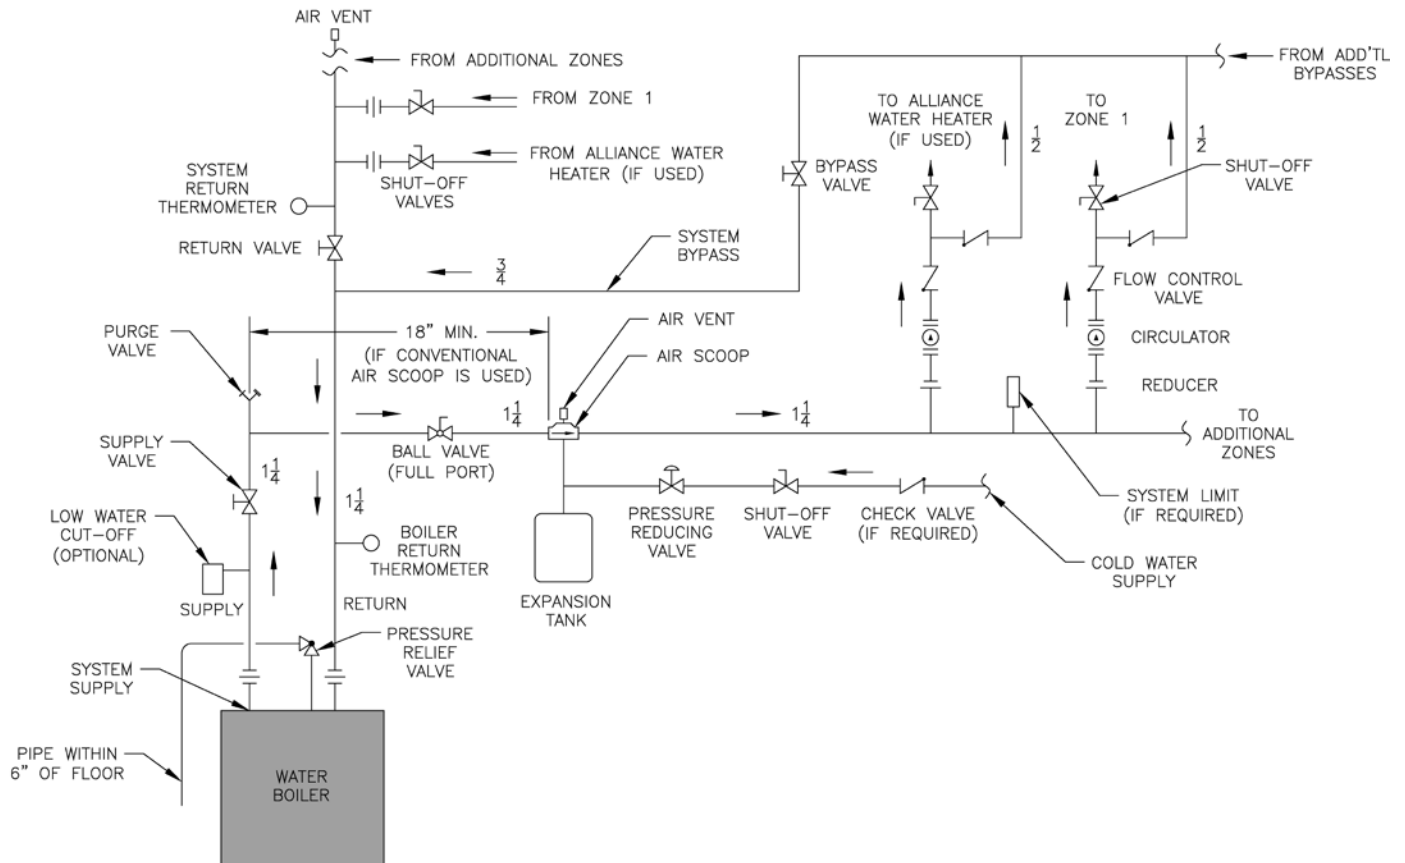 AIR VENT
FROM ADDITIONAL ZONES
FROM ADD'TL
BYPASSES
FROM ZONE 1
TO ALLIANCE
WATER HEATER
(IF USED)
TO
ZONE 1
1/2
1/2
FROM ALLIANCE WATER
HEATER (IF USED)
SHUT-OFF
VALVES
SYSTEM
RETURN
THERMOMETER
BYPASS
VALVE
SHUT-OFF
VALVE
RETURN VALVE
SYSTEM
BYPASS
3/4
FLOW CONTROL
VALVE
PURGE
VALVE
18" MIN.
(IF CONVENTIONAL
AIR SCOOP IS USED)
AIR VENT
AIR SCOOP
CIRCULATOR
REDUCER
1 1/4
1 1/4
TO
ADDITIONAL
ZONES
BALL VALVE
(FULL PORT)
SUPPLY
VALVE
1 1/4
1 1/4
LOW WATER
CUT-OFF
(OPTIONAL)
BOILER
RETURN
THERMOMETER
PRESSURE
REDUCING
VALVE
SHUT-OFF
VALVE
CHECK VALVE
(IF REQUIRED)
SYSTEM LIMIT
(IF REQUIRED)
COLD WATER
SUPPLY
EXPANSION
TANK
SUPPLY
RETURN
PRESSURE
RELIEF
VALVE
SYSTEM
SUPPLY
PIPE WITHIN
6" OF FLOOR
WATER
BOILER